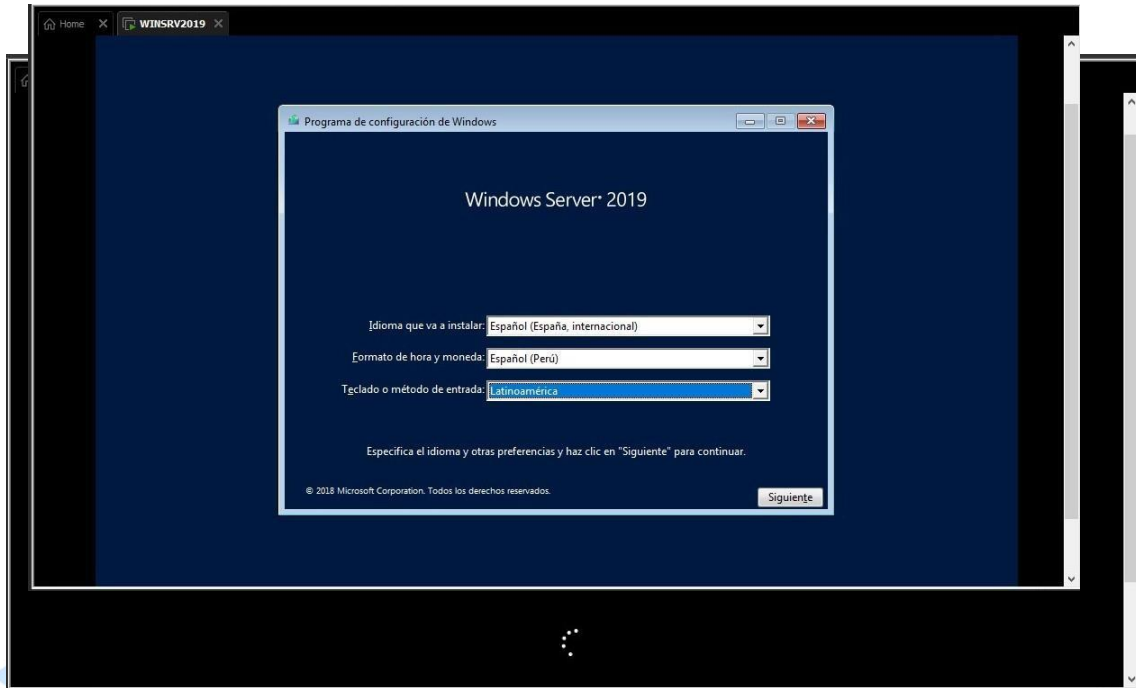 Home
WINSRV2019
Programa de configuración de Windows
Windows Server® 2019
Idioma que va a instalar: Español (España, internacional)
Formato de hora y moneda: Español (Perú)
Teclado o método de entrada: Latinoamérica
Especifica el idioma y otras preferencias y haz clic en "Siguiente" para continuar.
© 2018 Microsoft Corporation. Todos los derechos reservados.
Siguiente